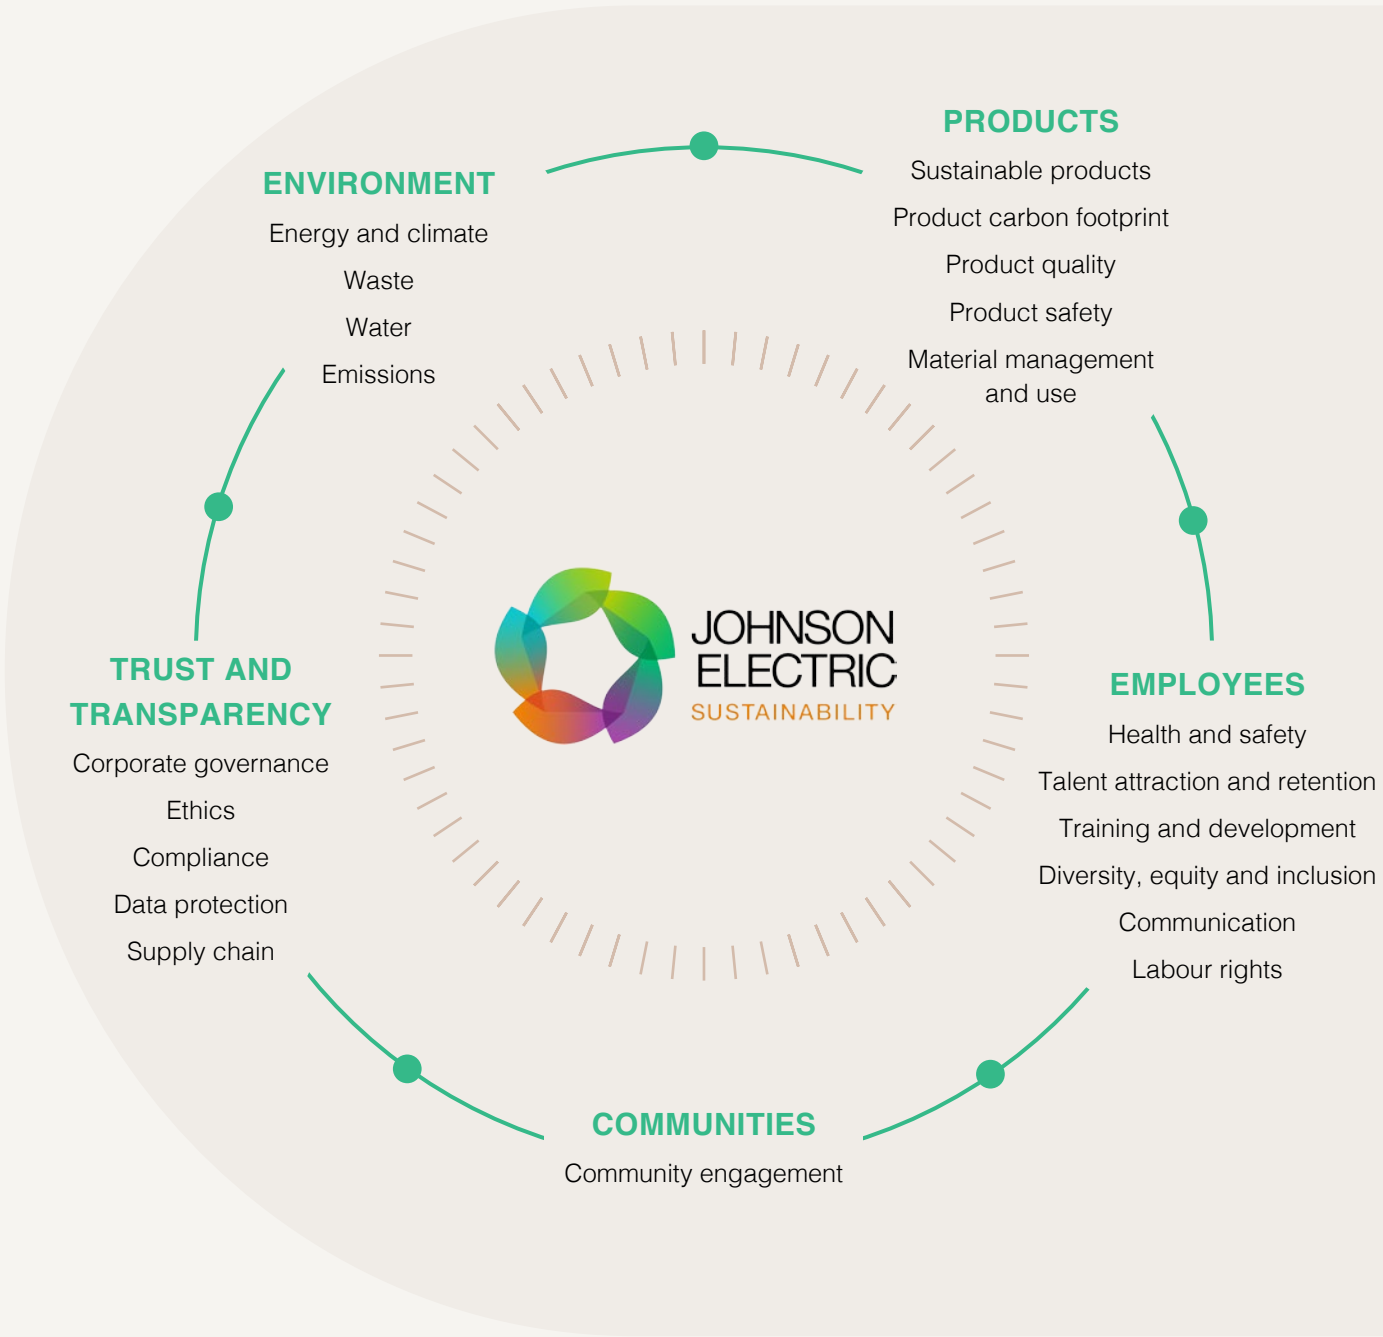 PRODUCTS
Sustainable products
Product carbon footprint
Product quality
Product safety
Material management
and use
ENVIRONMENT
Energy and climate
Waste
Water
Emissions
JOHNSON
ELECTRIC
SUSTAINABILITY
TRUST AND
TRANSPARENCY
Corporate governance
Ethics
Compliance
Data protection
Supply chain
EMPLOYEES
Health and safety
Talent attraction and retention
Training and development
Diversity, equity and inclusion
Communication
Labour rights
COMMUNITIES
Community engagement